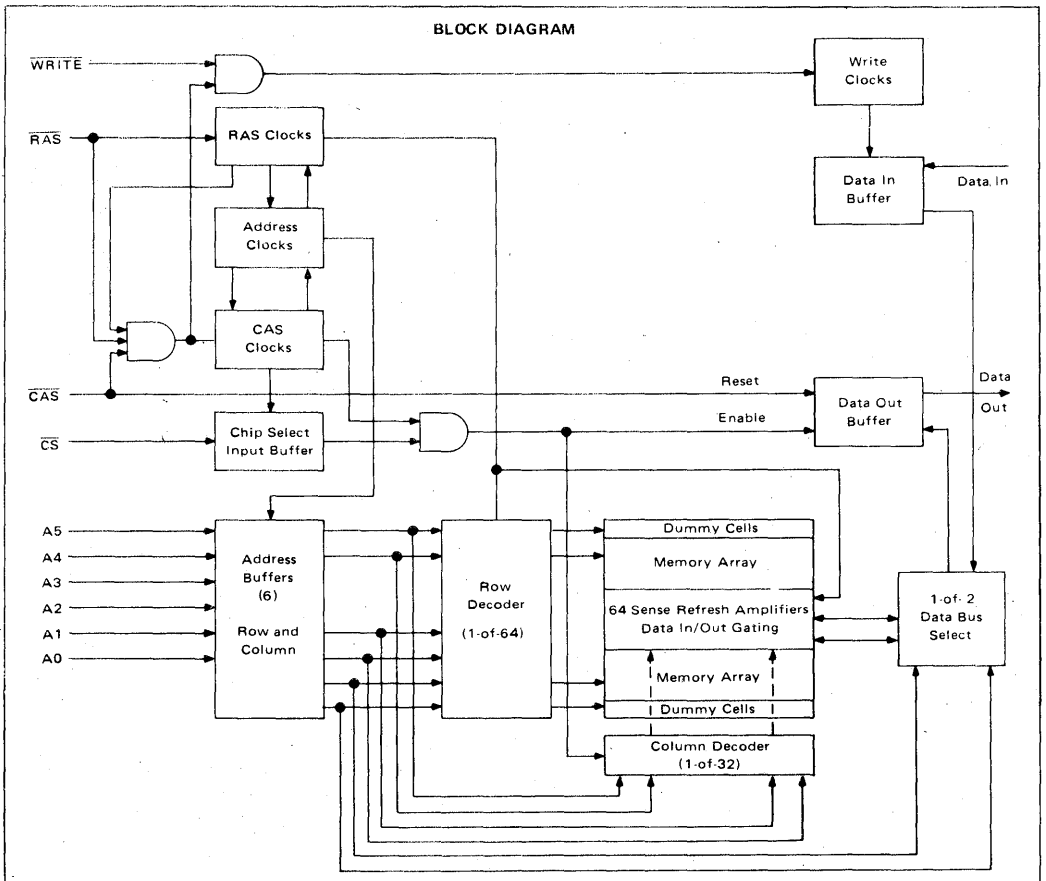 BLOCK DIAGRAM
WRITE
Write
Clocks
RAS
RAS Clocks
Data In
Buffer
Data In
Address
Clocks
CAS
Clocks
CAS
Reset
Data
Out
Data Out
Buffer
Enable
CS
Chip Select
Input Buffer
A5
A4
A3
A2
A1
A0
Address
Buffers
(6)
Row and
Column
Row
Decoder
(1-of-64)
Dummy Cells
Memory Array
64 Sense Refresh Amplifiers
Data In/Out Gating
Memory Array
Dummy Cells
1-of-2
Data Bus
Select
Column Decoder
(1-of-32)